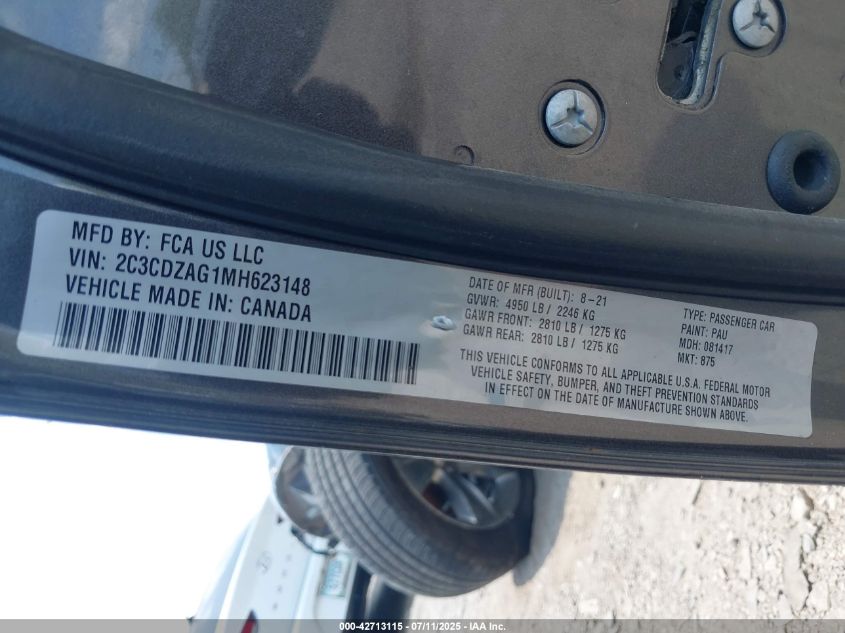 MFD BY: FCA US LLC
VIN: 2C3CDZAG1MH623148
VEHICLE MADE IN: CANADA
DATE OF MFR (BUILT): 8-21
GVWR: 4950 LB / 2246 KG
GAWR FRONT: 2810 LB / 1275 KG
GAWR REAR: 2810 LB / 1275 KG
TYPE: PASSENGER CAR
PAINT: PAU
MDH: 081417
MKT: 875
THIS VEHICLE CONFORMS TO ALL APPLICABLE U.S.A. FEDERAL MOTOR
VEHICLE SAFETY, BUMPER, AND THEFT PREVENTION STANDARDS
IN EFFECT ON THE DATE OF MANUFACTURE SHOWN ABOVE.
000-42713115 - 07/11/2025 - IAA Inc.